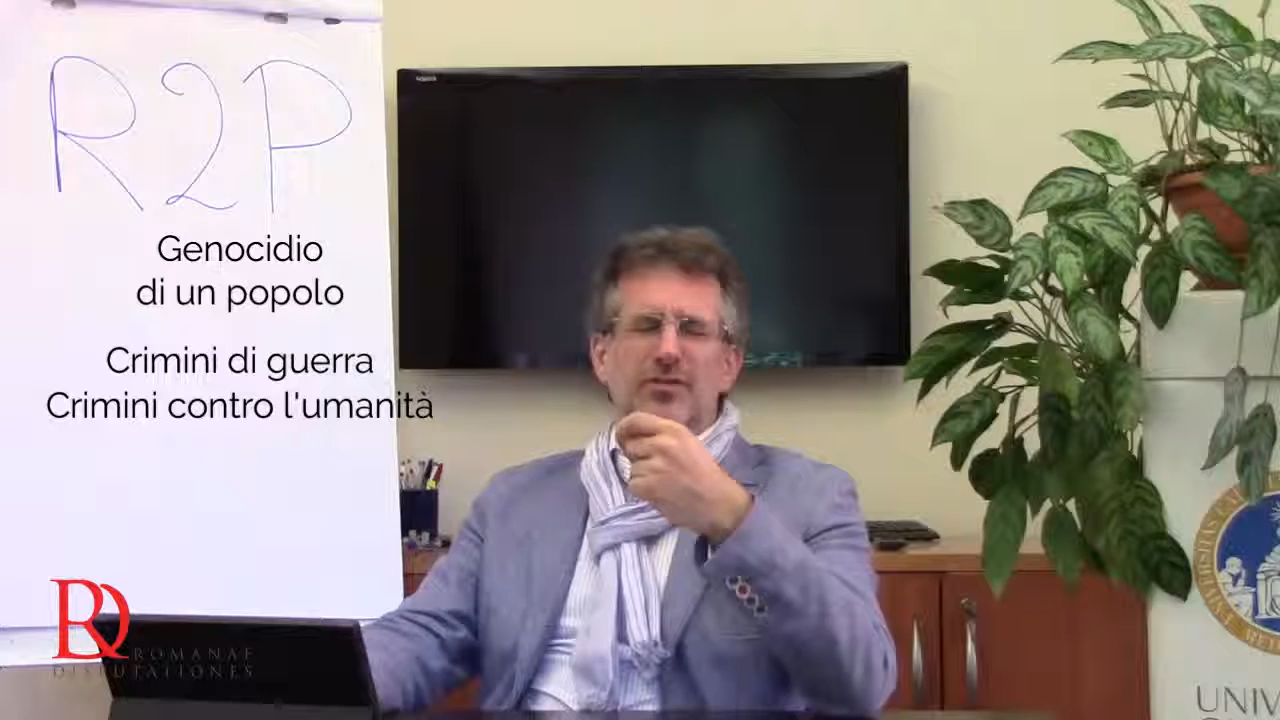 R2P
Genocidio
di un popolo
Crimini di guerra
Crimini contro l'umanità
RD
ROMANAE
DISPUTATIONES
UNIV